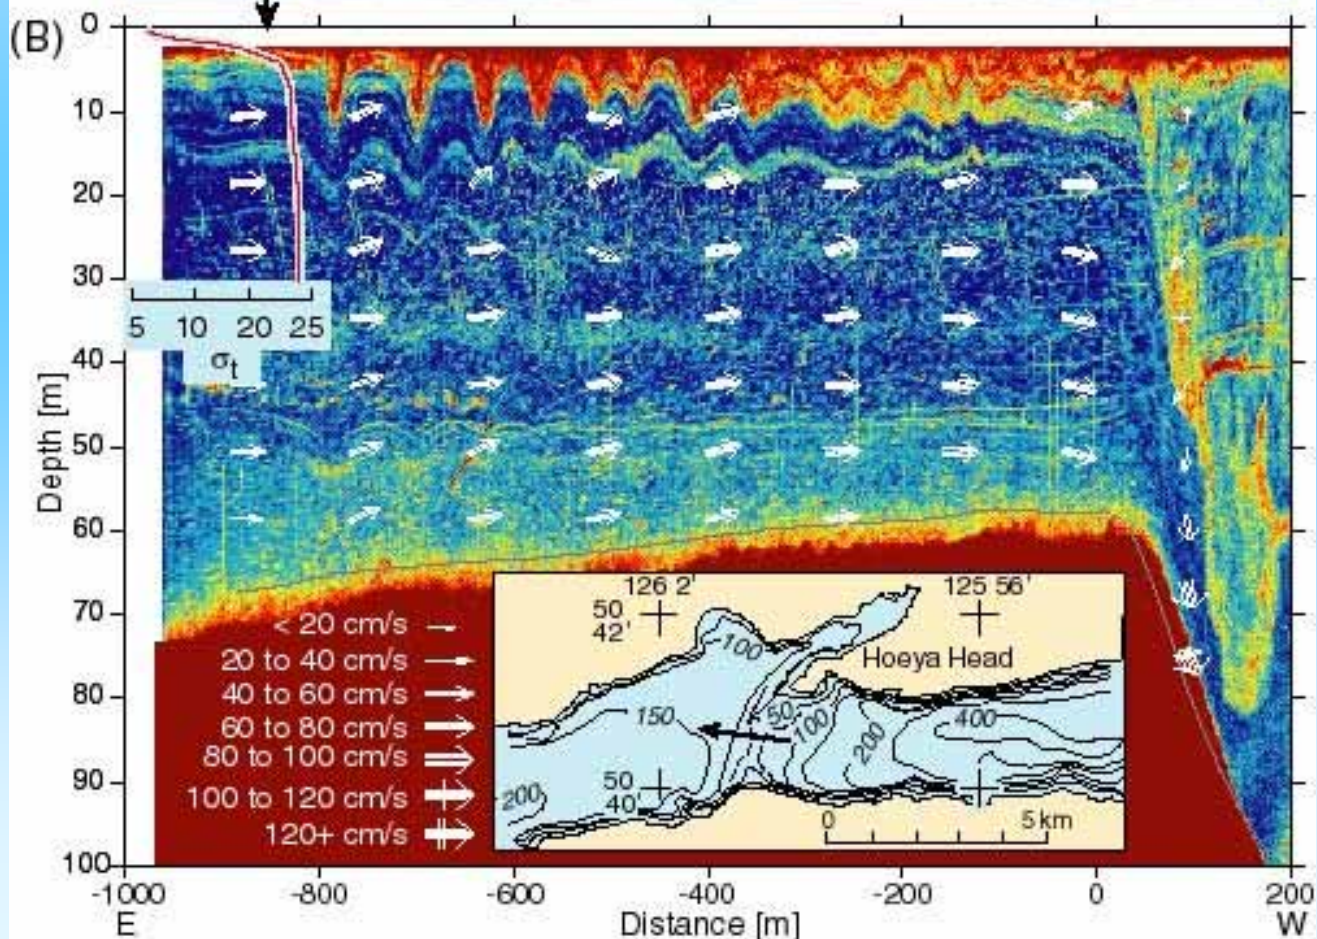 (B)
0
10
20
30
40
50
60
70
80
90
100
Depth [m]
5 10 20 25
σt
< 20 cm/s
20 to 40 cm/s
40 to 60 cm/s
60 to 80 cm/s
80 to 100 cm/s
100 to 120 cm/s
120+ cm/s
126 2' 125 56'
50
42'
100
Hoeya Head
150 50 100 200 400
200
50
40'
0 5 km
-1000 -800 -600 -400 -200 0 200
E Distance [m] W